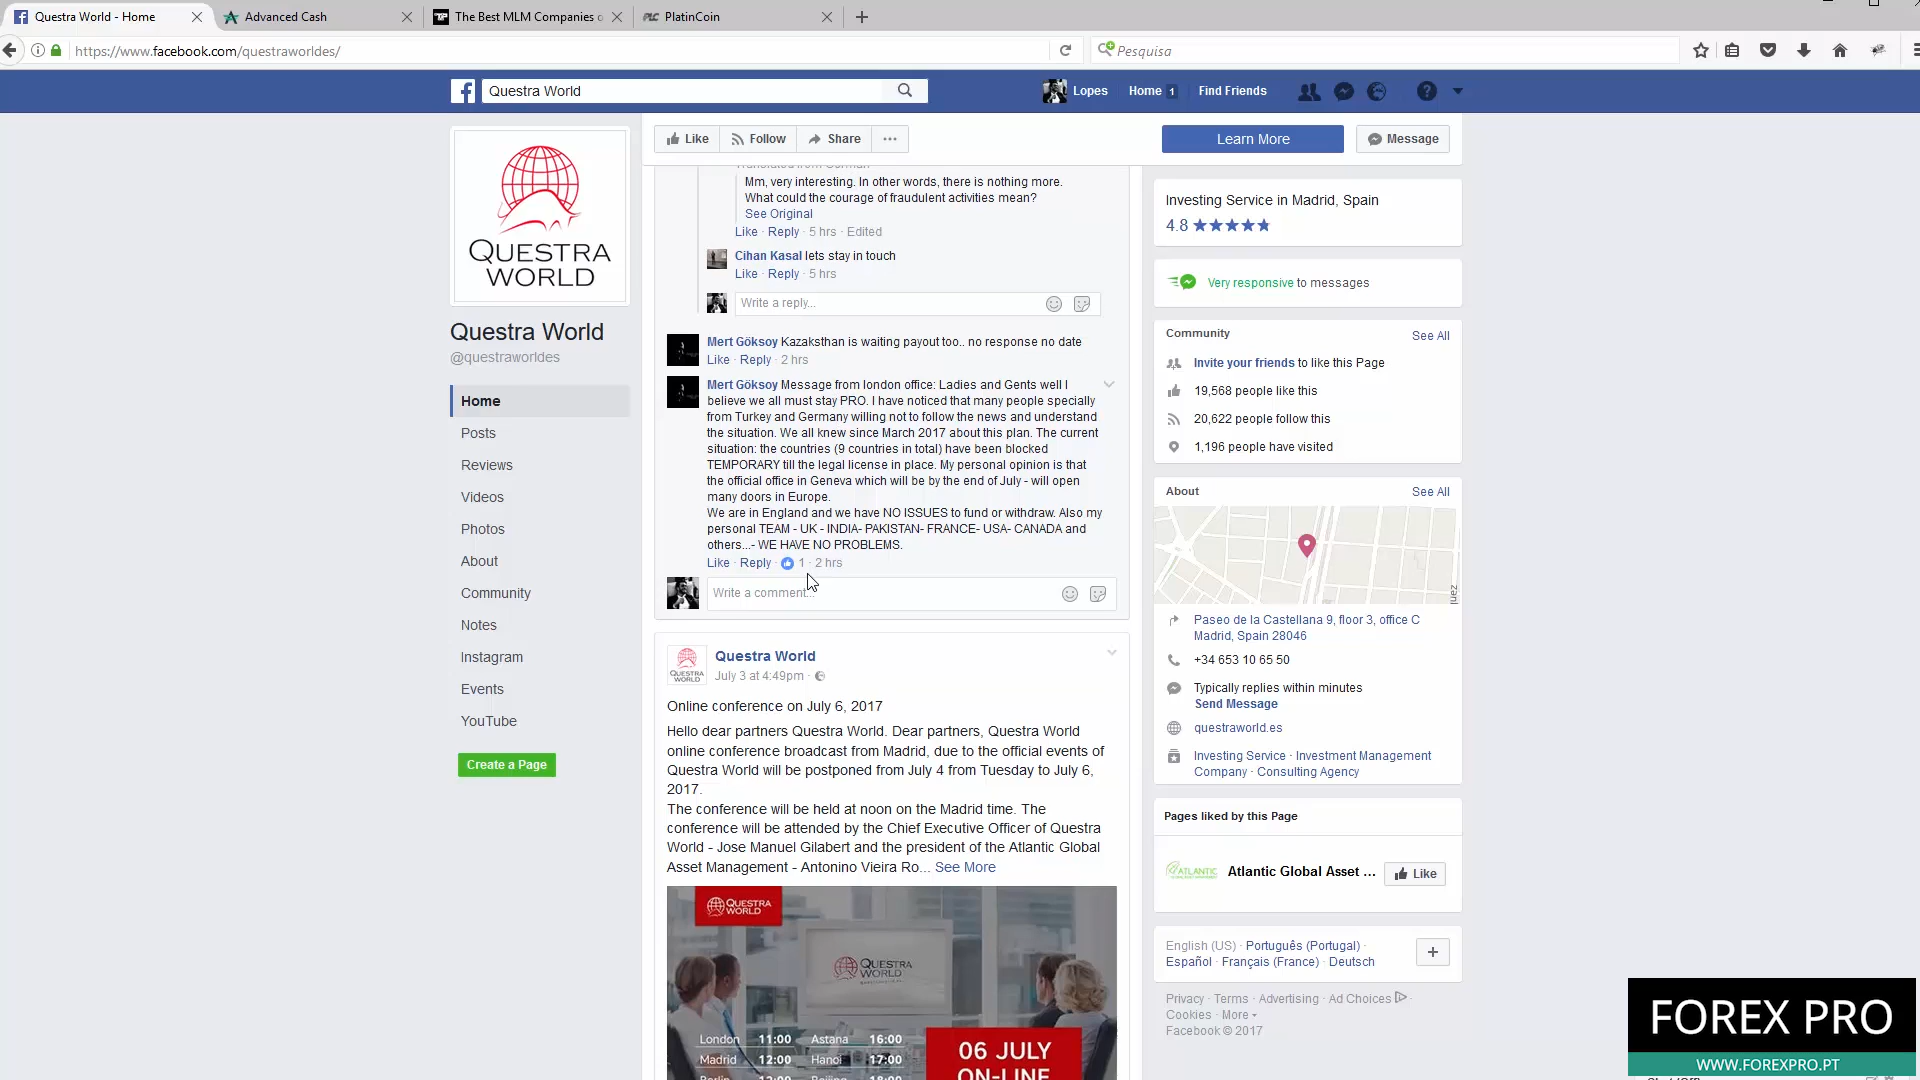 Questra World - Home
Advanced Cash
The Best MLM Companies o
PLC PlatinCoin
https://www.facebook.com/questraworldes/
Pesquisa
Questra World
Lopes
Home 1
Find Friends
QUESTRA
WORLD
Questra World
@questraworldes
Home
Posts
Reviews
Videos
Photos
About
Community
Notes
Instagram
Events
YouTube
Create a Page
Like
Follow
Share
Learn More
Message
Translated from German
Mm, very interesting. In other words, there is nothing more.
What could the courage of fraudulent activities mean?
See Original
Like · Reply · 5 hrs · Edited
Cihan Kasal lets stay in touch
Like · Reply · 5 hrs
Write a reply...
Mert Göksoy Kazaksthan is waiting payout too.. no response no date
Like · Reply · 2 hrs
Mert Göksoy Message from london office: Ladies and Gents well I
believe we all must stay PRO. I have noticed that many people specially
from Turkey and Germany willing not to follow the news and understand
the situation. We all knew since March 2017 about this plan. The current
situation: the countries (9 countries in total) have been blocked
TEMPORARY till the legal license in place. My personal opinion is that
the official office in Geneva which will be by the end of July - will open
many doors in Europe.
We are in England and we have NO ISSUES to fund or withdraw. Also my
personal TEAM - UK - INDIA- PAKISTAN- FRANCE- USA- CANADA and
others...- WE HAVE NO PROBLEMS.
Like · Reply · 1 · 2 hrs
Write a comment...
Questra World
July 3 at 4:49pm ·
Online conference on July 6, 2017
Hello dear partners Questra World. Dear partners, Questra World
online conference broadcast from Madrid, due to the official events of
Questra World will be postponed from July 4 from Tuesday to July 6,
2017.
The conference will be held at noon on the Madrid time. The
conference will be attended by the Chief Executive Officer of Questra
World - Jose Manuel Gilabert and the president of the Atlantic Global
Asset Management - Antonino Vieira Ro... See More
QUESTRA
WORLD
QUESTRA
WORLD
London 11:00 Astana 16:00
Madrid 12:00 Hanoi 17:00
Berlin 12:00 Beijing 18:00
06 JULY
ON-LINE
Investing Service in Madrid, Spain
4.8
Very responsive to messages
Community
See All
Invite your friends to like this Page
19,568 people like this
20,622 people follow this
1,196 people have visited
About
See All
Paseo de la Castellana 9, floor 3, office C
Madrid, Spain 28046
+34 653 10 65 50
Typically replies within minutes
Send Message
questraworld.es
Investing Service · Investment Management
Company · Consulting Agency
Pages liked by this Page
ATLANTIC
Atlantic Global Asset ...
Like
English (US) · Português (Portugal) ·
Español · Français (France) · Deutsch
Privacy · Terms · Advertising · Ad Choices
Cookies · More
Facebook © 2017
FOREX PRO
WWW.FOREXPRO.PT